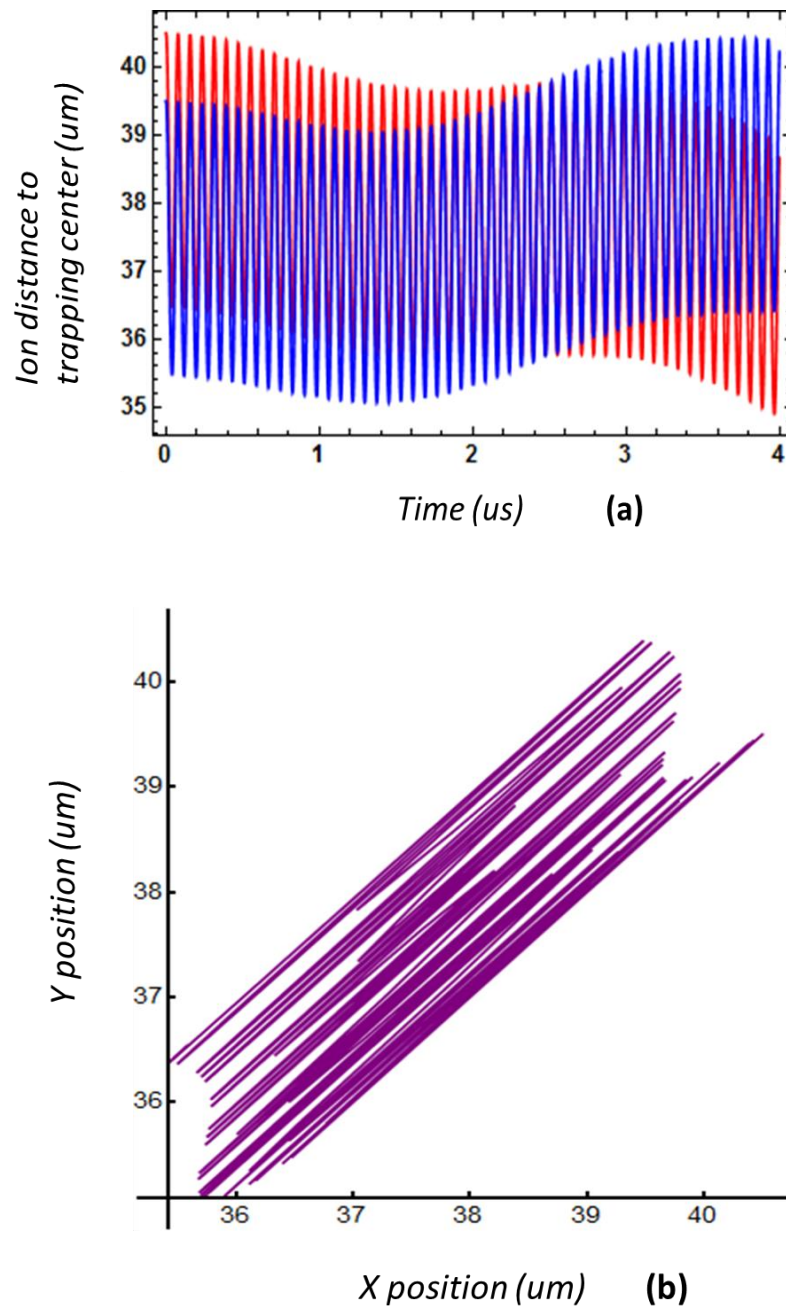 Ion distance to
trapping center (um)
40
39
38
37
36
35
0 1 2 3 4
Time (us) (a)
Y position (um)
40
39
38
37
36
36 37 38 39 40
X position (um) (b)